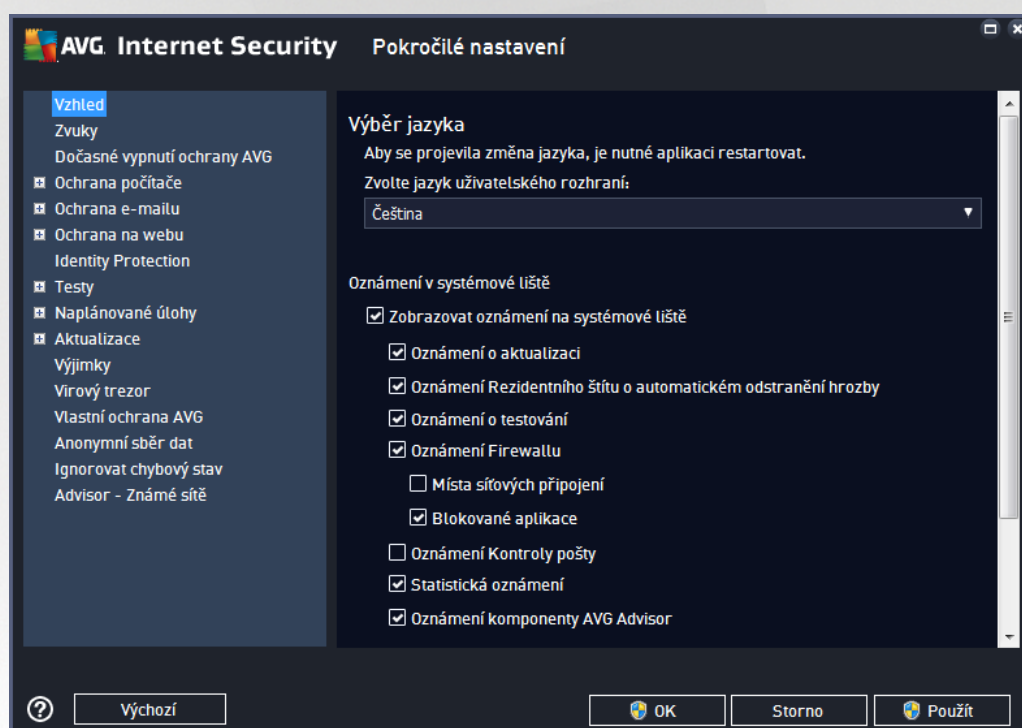 AVG. Internet Security Pokročilé nastavení
Vzhled
Zvuky
Dočasné vypnutí ochrany AVG
Ochrana počítače
Ochrana e-mailu
Ochrana na webu
Identity Protection
Testy
Naplánované úlohy
Aktualizace
Výjimky
Virový trezor
Vlastní ochrana AVG
Anonymní sběr dat
Ignorovat chybový stav
Advisor - Známé sítě
Výběr jazyka
Aby se projevila změna jazyka, je nutné aplikaci restartovat.
Zvolte jazyk uživatelského rozhraní:
Čeština
Oznámení v systémové liště
Zobrazovat oznámení na systémové liště
Oznámení o aktualizaci
Oznámení Rezidentního štítu o automatickém odstranění hrozby
Oznámení o testování
Oznámení Firewallu
Místa síťových připojení
Blokované aplikace
Oznámení Kontroly pošty
Statistická oznámení
Oznámení komponenty AVG Advisor
? Výchozí OK Storno Použít